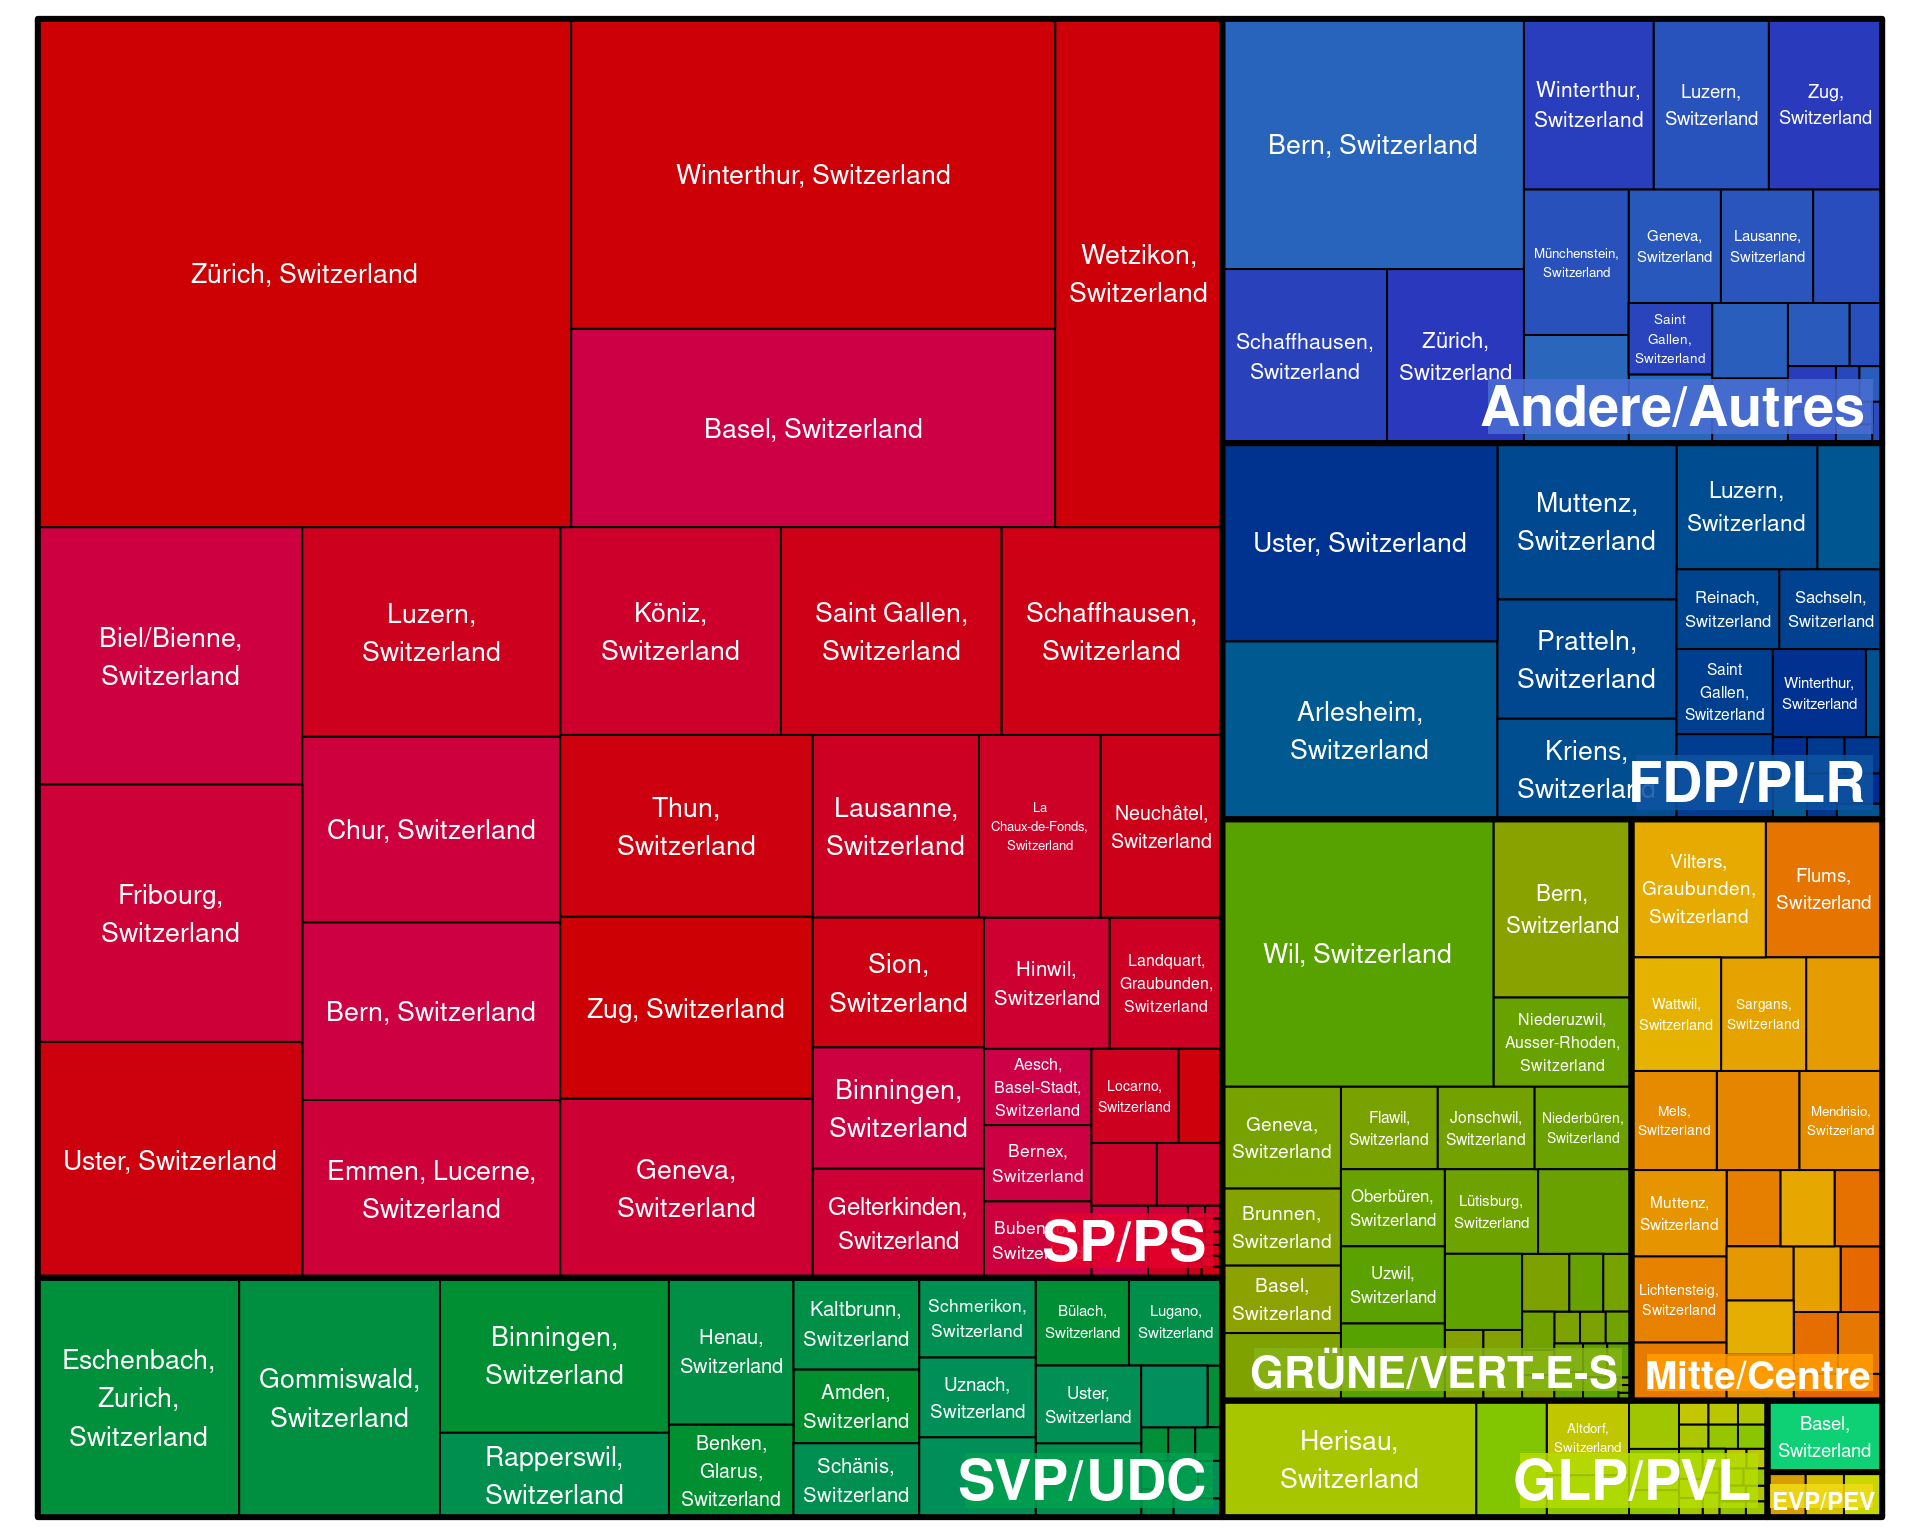 Zürich, Switzerland
Winterthur, Switzerland
Basel, Switzerland
Wetzikon,
Switzerland
Biel/Bienne,
Switzerland
Fribourg,
Switzerland
Uster, Switzerland
Luzern,
Switzerland
Chur, Switzerland
Bern, Switzerland
Emmen, Lucerne,
Switzerland
Köniz,
Switzerland
Saint Gallen,
Switzerland
Schaffhausen,
Switzerland
Thun,
Switzerland
Zug, Switzerland
Geneva,
Switzerland
Lausanne,
Switzerland
La
Chaux-de-Fonds,
Switzerland
Neuchâtel,
Switzerland
Sion,
Switzerland
Binningen,
Switzerland
Gelterkinden,
Switzerland
Hinwil,
Switzerland
Landquart,
Graubunden,
Switzerland
Aesch,
Basel-Stadt,
Switzerland
Bernex,
Switzerland
Locarno,
Switzerland
SP/PS
Eschenbach,
Zurich,
Switzerland
Gommiswald,
Switzerland
Binningen,
Switzerland
Rapperswil,
Switzerland
Henau,
Switzerland
Benken,
Glarus,
Switzerland
Kaltbrunn,
Switzerland
Amden,
Switzerland
Schänis,
Switzerland
Schmerikon,
Switzerland
Uznach,
Switzerland
Bülach,
Switzerland
Lugano,
Switzerland
Uster,
Switzerland
SVP/UDC
Bern, Switzerland
Schaffhausen,
Switzerland
Zürich,
Switzerland
Winterthur,
Switzerland
Luzern,
Switzerland
Zug,
Switzerland
Münchenstein,
Switzerland
Geneva,
Switzerland
Lausanne,
Switzerland
Saint
Gallen,
Switzerland
Andere/Autres
Uster, Switzerland
Arlesheim,
Switzerland
Muttenz,
Switzerland
Pratteln,
Switzerland
Kriens,
Switzerland
Luzern,
Switzerland
Reinach,
Switzerland
Sachseln,
Switzerland
Saint
Gallen,
Switzerland
Winterthur,
Switzerland
FDP/PLR
Wil, Switzerland
Bern,
Switzerland
Niederuzwil,
Ausser-Rhoden,
Switzerland
Geneva,
Switzerland
Brunnen,
Switzerland
Basel,
Switzerland
Flawil,
Switzerland
Jonschwil,
Switzerland
Niederbüren,
Switzerland
Oberbüren,
Switzerland
Lütisburg,
Switzerland
Uzwil,
Switzerland
GRÜNE/VERT-E-S
Vilters,
Graubunden,
Switzerland
Flums,
Switzerland
Wattwil,
Switzerland
Sargans,
Switzerland
Mels,
Switzerland
Mendrisio,
Switzerland
Muttenz,
Switzerland
Lichtensteig,
Switzerland
Mitte/Centre
Herisau,
Switzerland
Altdorf,
Switzerland
GLP/PVL
Basel,
Switzerland
EVP/PEV